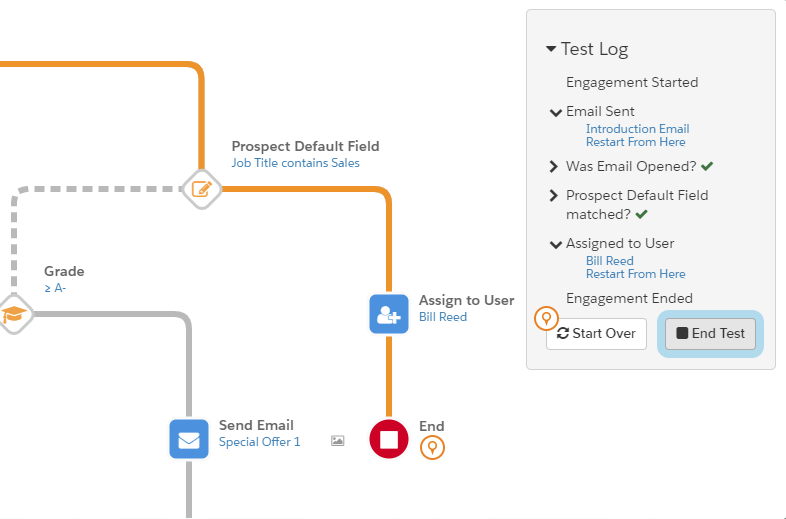 Prospect Default Field
Job Title contains Sales
Grade
≥ A-
Assign to User
Bill Reed
Send Email
Special Offer 1
End
Test Log
Engagement Started
Email Sent
Introduction Email
Restart From Here
Was Email Opened?
Prospect Default Field
matched?
Assigned to User
Bill Reed
Restart From Here
Engagement Ended
Start Over
End Test